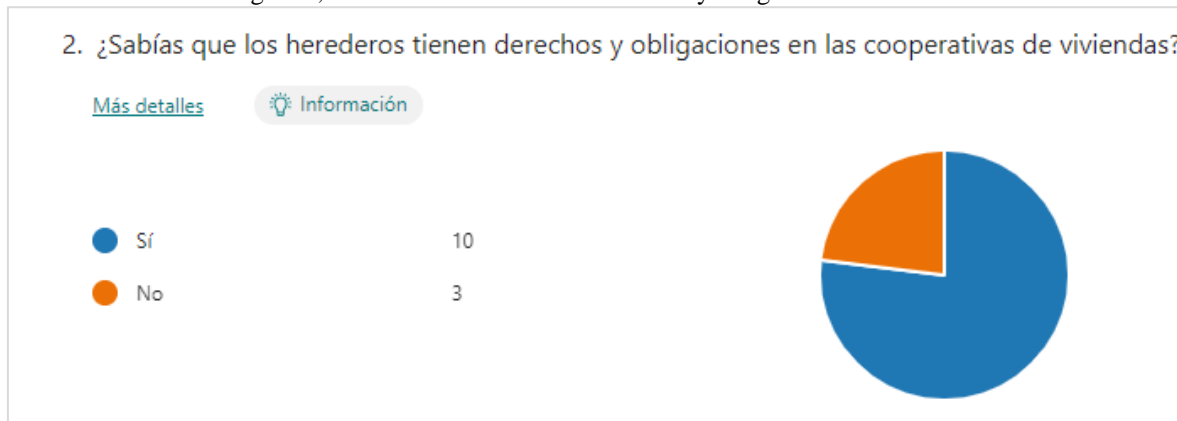 2. ¿Sabías que los herederos tienen derechos y obligaciones en las cooperativas de viviendas?
Más detalles
Información
Sí 10
No 3